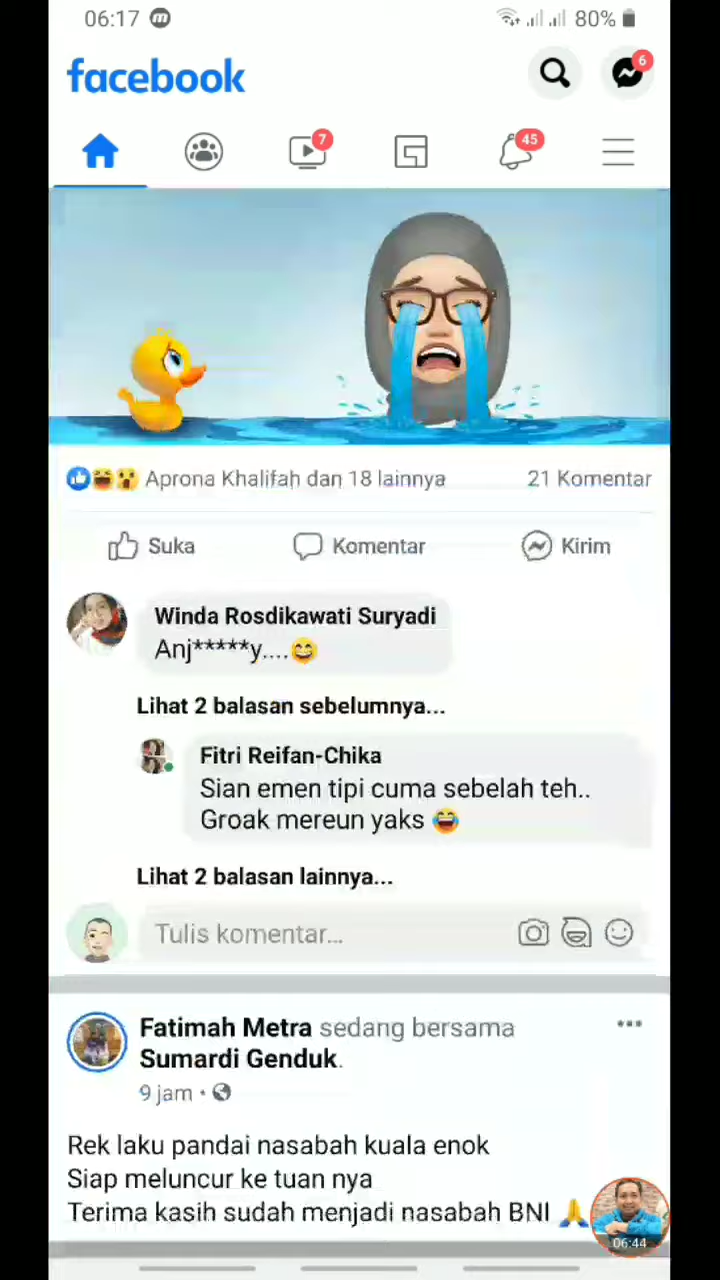 06:17
80%
facebook
6
7
45
Aprona Khalifah dan 18 lainnya
21 Komentar
Suka
Komentar
Kirim
Winda Rosdikawati Suryadi
Anj*****y....
Lihat 2 balasan sebelumnya...
Fitri Reifan-Chika
Sian emen tipi cuma sebelah teh..
Groak mereun yaks
Lihat 2 balasan lainnya...
Tulis komentar...
Fatimah Metra sedang bersama
Sumardi Genduk.
9 jam
Rek laku pandai nasabah kuala enok
Siap meluncur ke tuan nya
Terima kasih sudah menjadi nasabah BNI
06:44